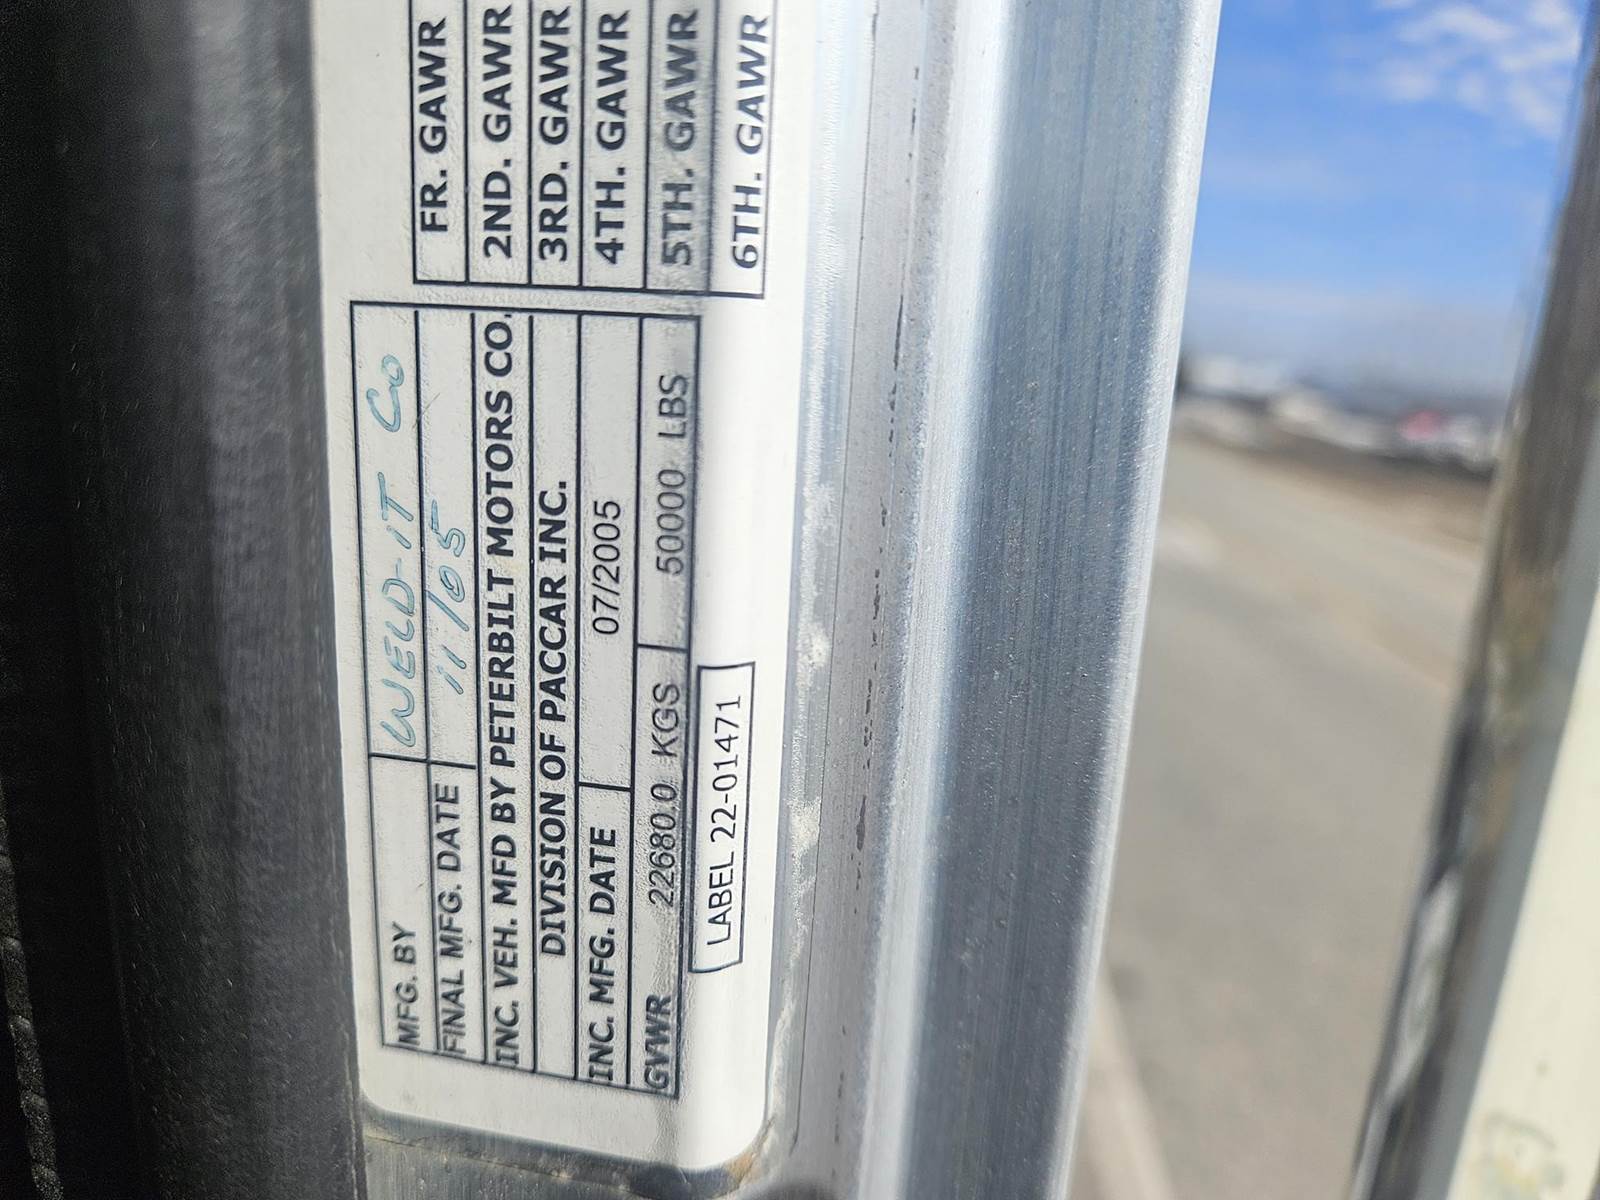 MFG. BY WELD-IT Co
FINAL MFG. DATE 11/05
INC. VEH. MFD BY PETERBILT MOTORS CO.
DIVISION OF PACCAR INC.
INC. MFG. DATE 07/2005
GVWR 22680.0 KGS 50000 LBS
LABEL 22-01471
FR. GAWR
2ND. GAWR
3RD. GAWR
4TH. GAWR
5TH. GAWR
6TH. GAWR